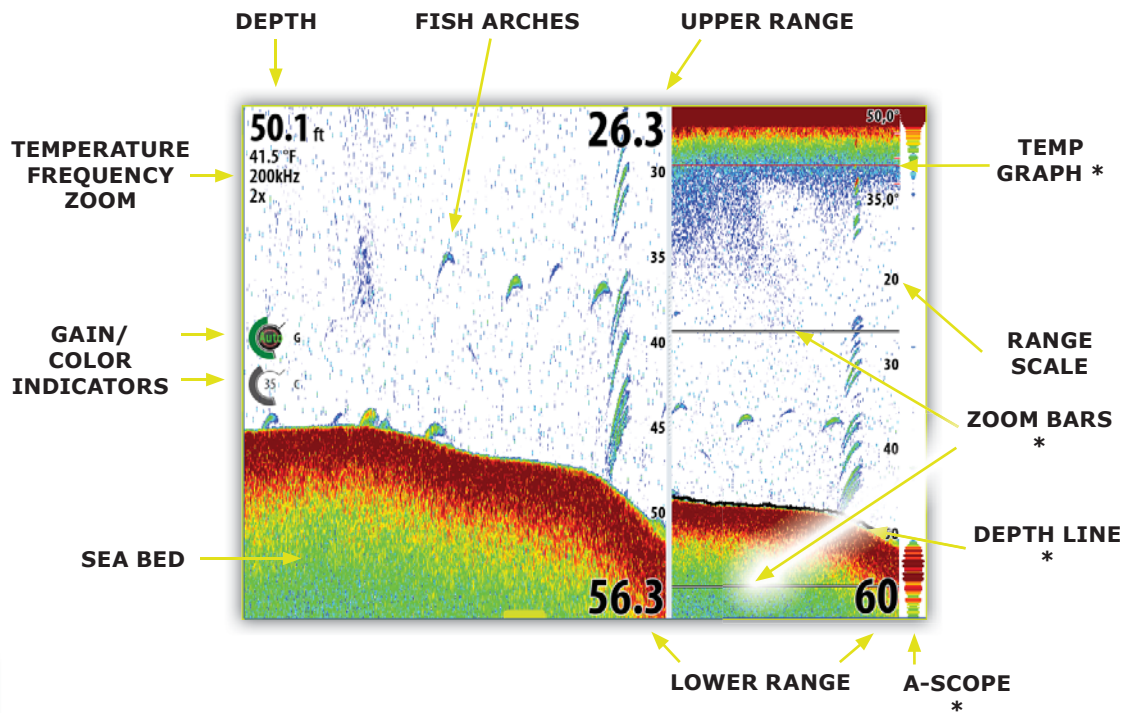 DEPTH
FISH ARCHES
UPPER RANGE
50.1 ft
41.5 °F
200kHz
2x
26.3
50,0°
TEMPERATURE
FREQUENCY
ZOOM
TEMP
GRAPH *
30
35,0°
35
20
GAIN/
COLOR
INDICATORS
Auto G
35 C
40
30
RANGE
SCALE
45
40
ZOOM BARS
*
50
DEPTH LINE
*
SEA BED
56.3
60
LOWER RANGE
A-SCOPE
*